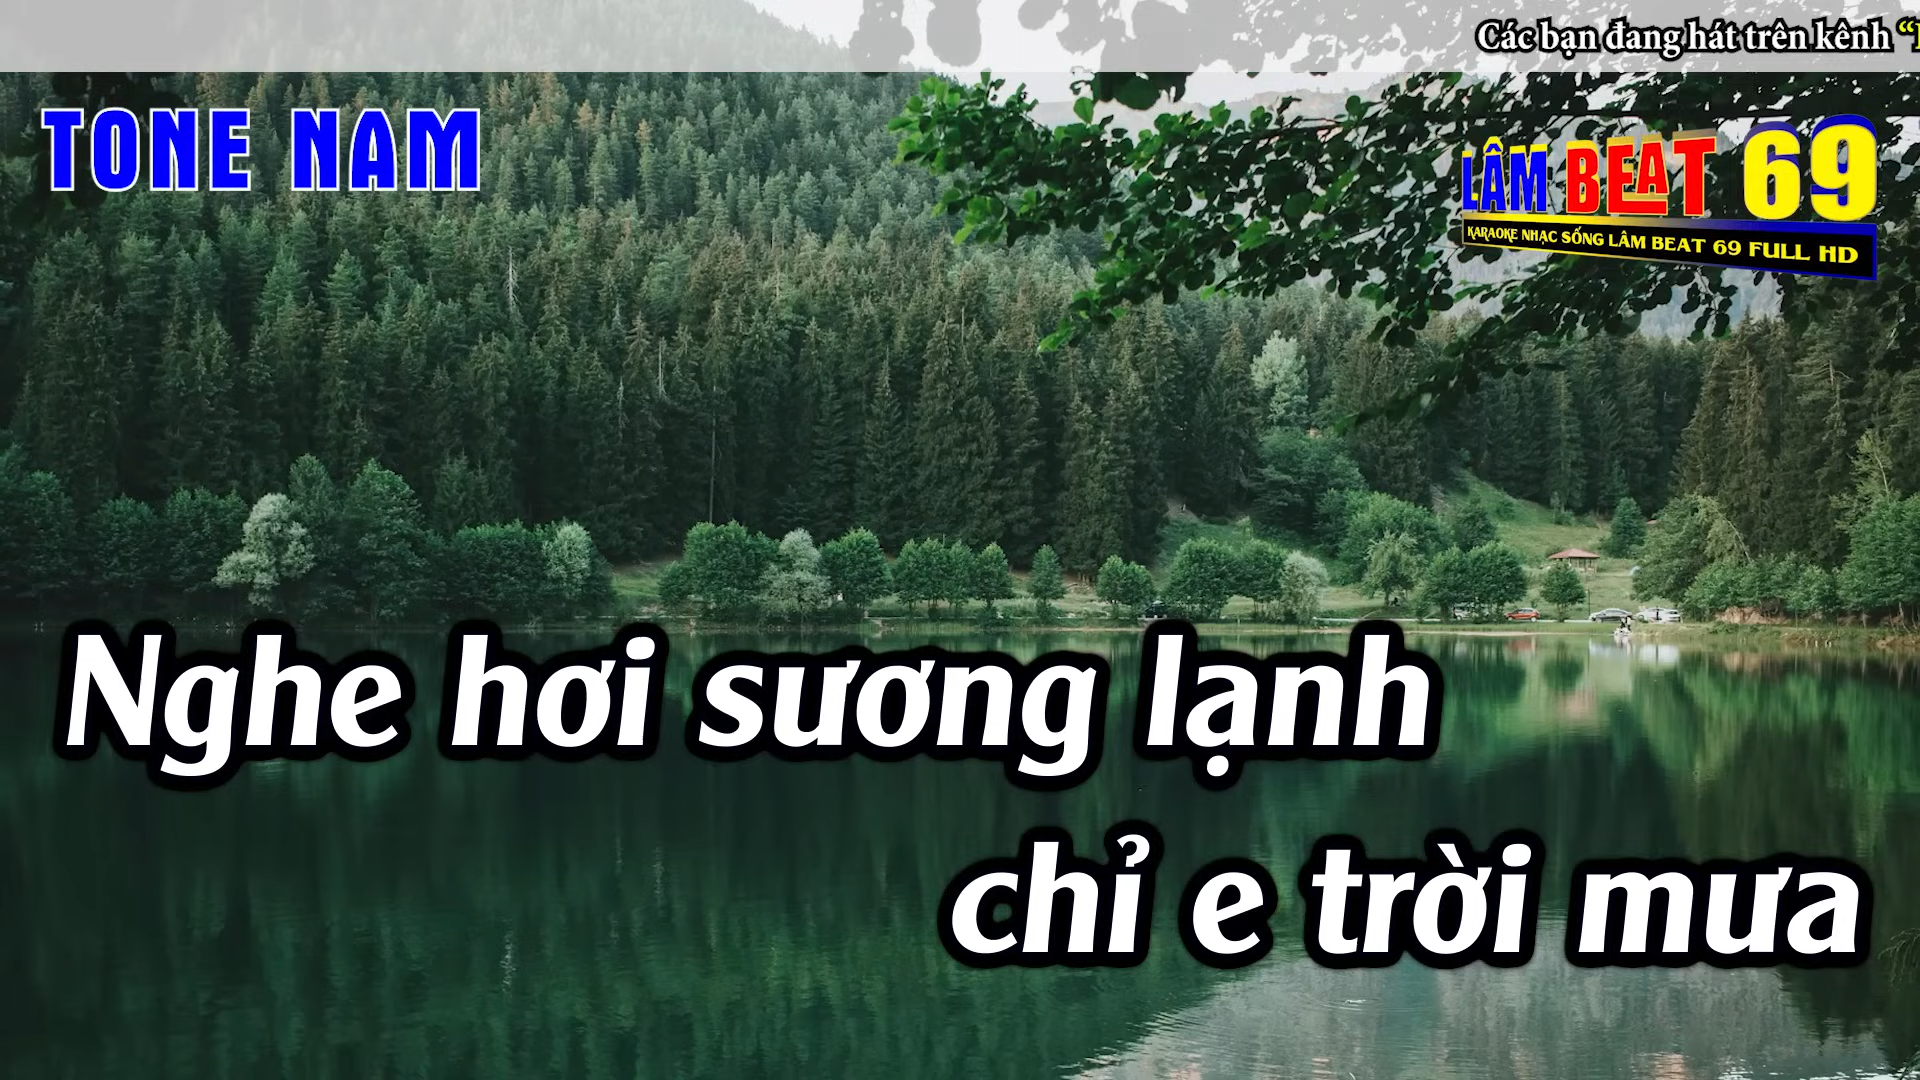 Các bạn đang hát trên kênh “
TONE NAM
LÂM BEAT 69
KARAOKE NHẠC SỐNG LÂM BEAT 69 FULL HD
Nghe hơi sương lạnh
chỉ e trời mưa